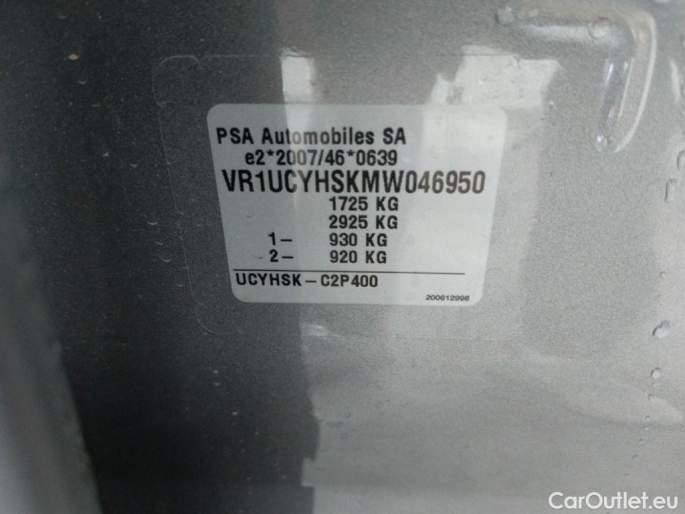 PSA Automobiles SA
e2*2007/46*0639
VR1UCYHSKMW046950
1725 KG
2925 KG
1- 930 KG
2- 920 KG
UCYHSK-C2P400
200612998
CarOutlet.eu